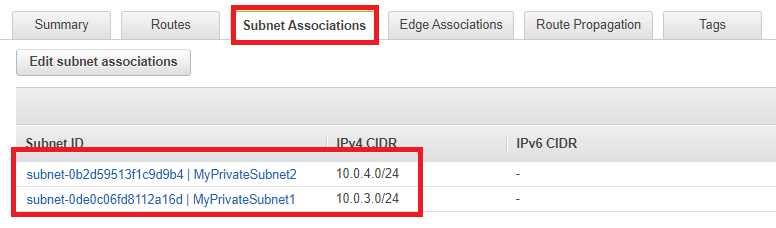 Summary Routes Subnet Associations Edge Associations Route Propagation Tags
Edit subnet associations
Subnet ID IPv4 CIDR IPv6 CIDR
subnet-0b2d59513f1c9d9b4 | MyPrivateSubnet2 10.0.4.0/24 -
subnet-0de0c06fd8112a16d | MyPrivateSubnet1 10.0.3.0/24 -